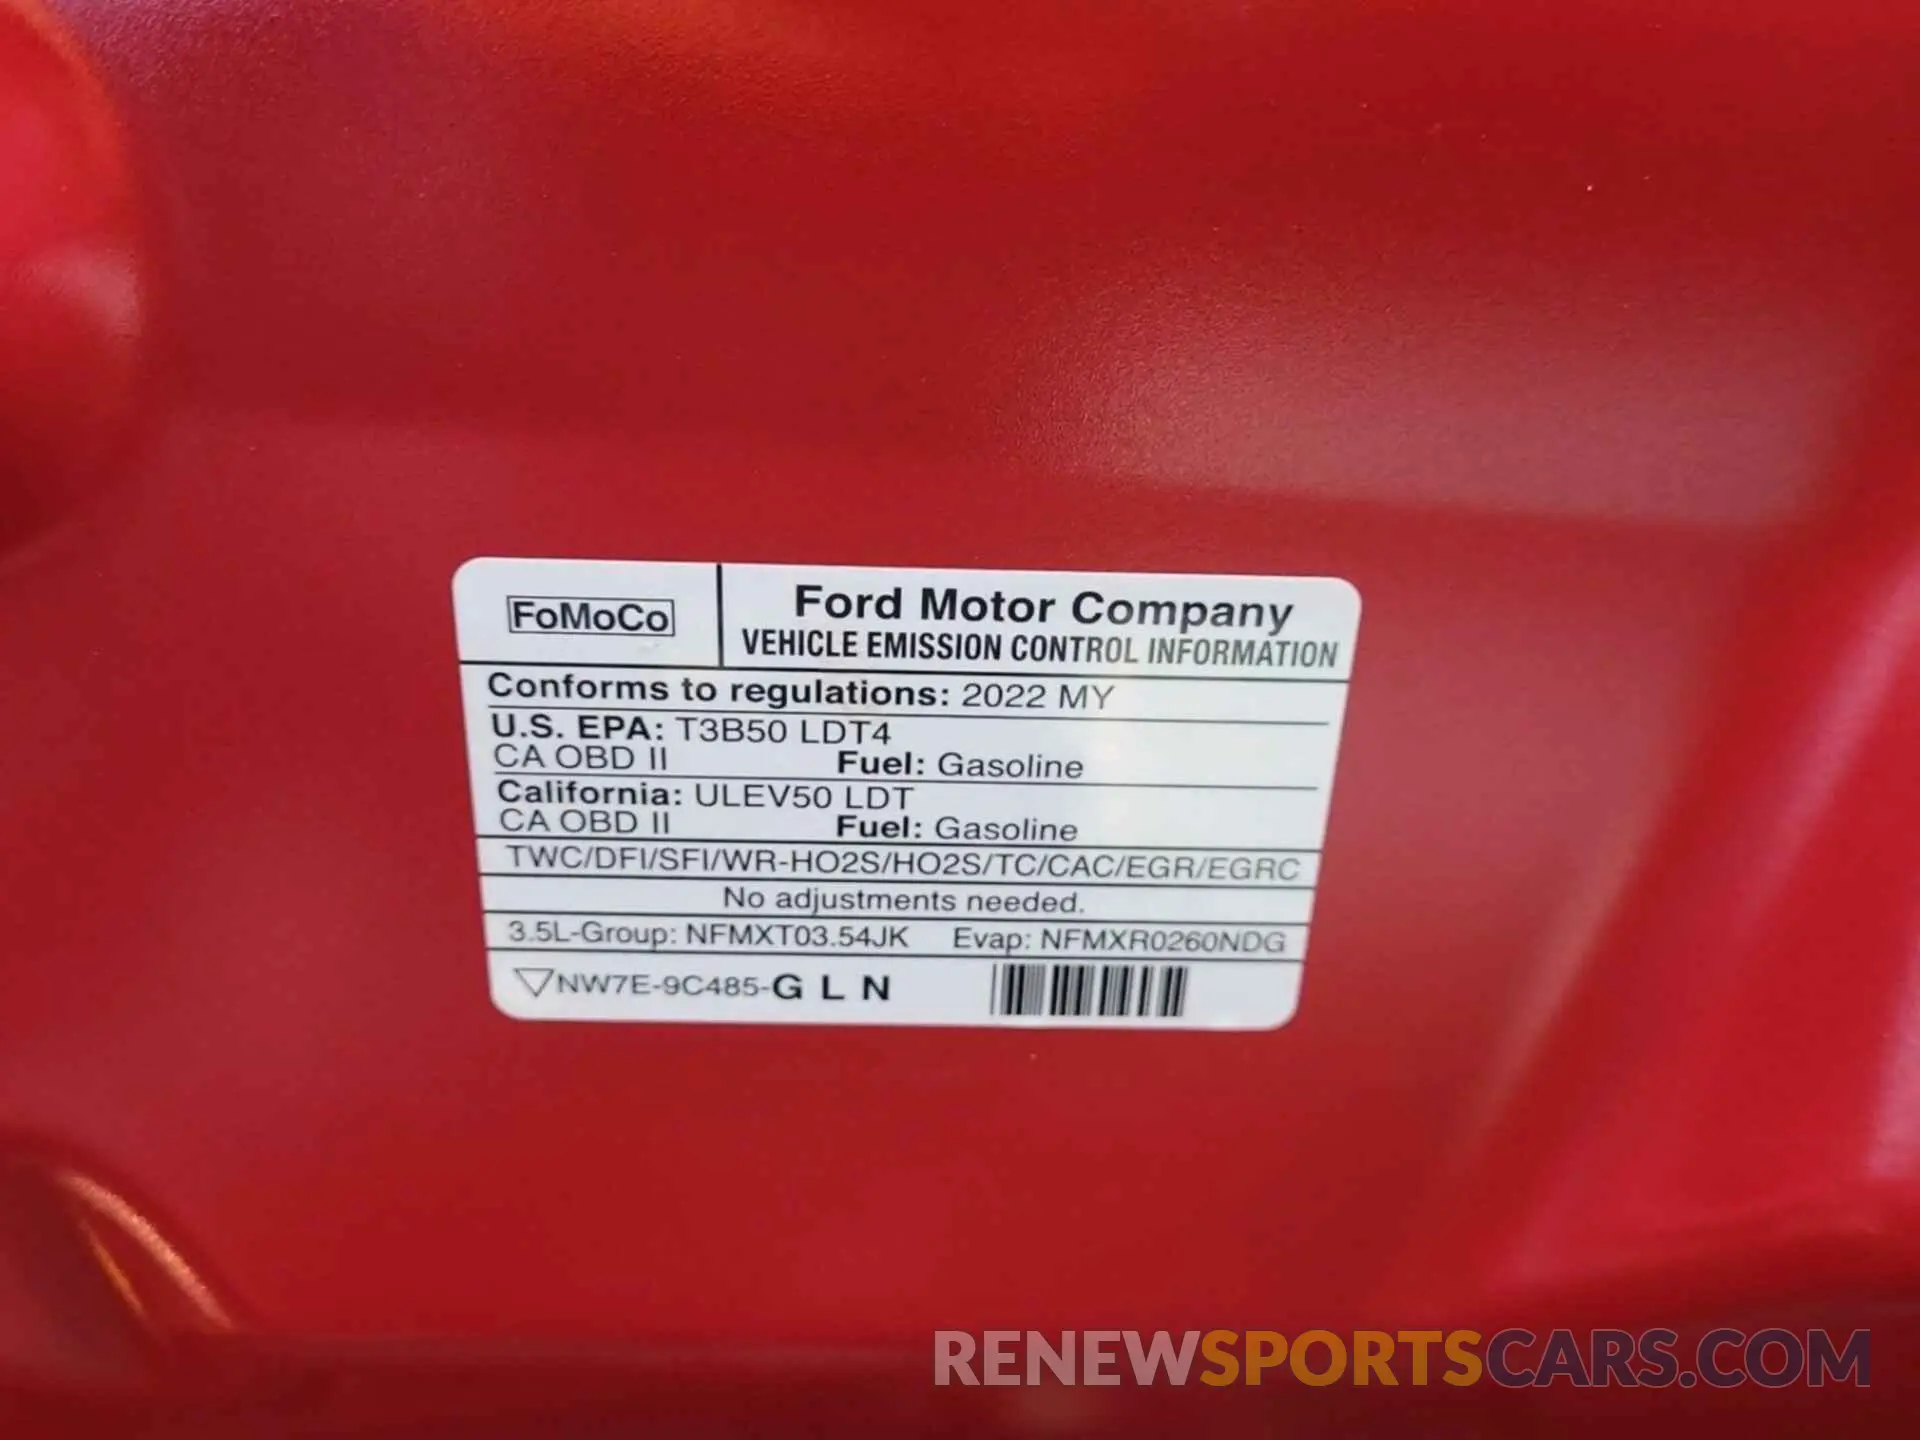 FoMoCo
Ford Motor Company
VEHICLE EMISSION CONTROL INFORMATION
Conforms to regulations: 2022 MY
U.S. EPA: T3B50 LDT4
CA OBD II Fuel: Gasoline
California: ULEV50 LDT
CA OBD II Fuel: Gasoline
TWC/DFI/SFI/WR-HO2S/HO2S/TC/CAC/EGR/EGRC
No adjustments needed.
3.5L-Group: NFMXT03.54JK Evap: NFMXR0260NDG
NW7E-9C485-G L N
RENEWSPORTSCARS.COM